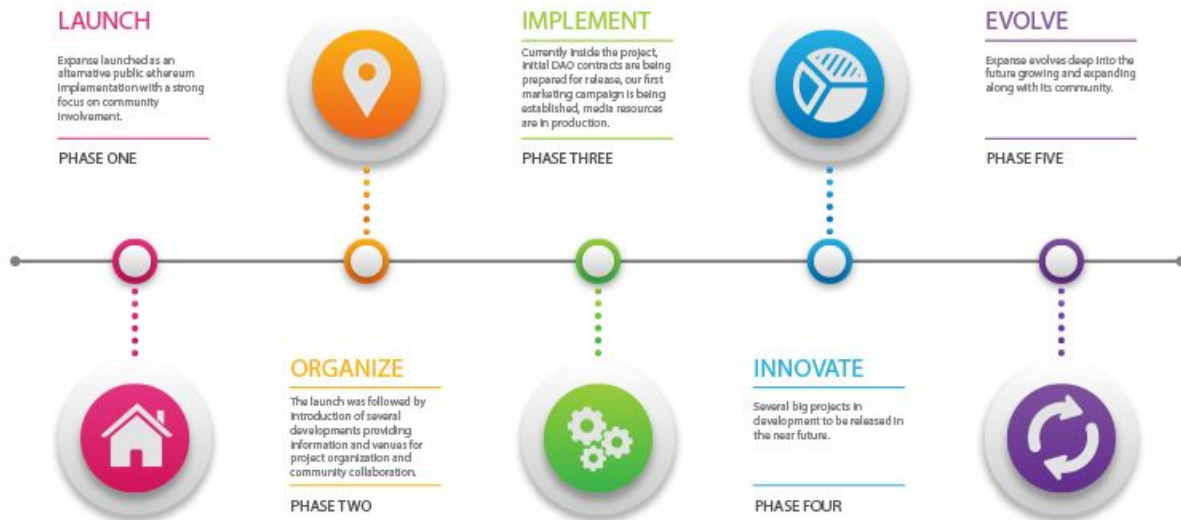 LAUNCH
Expanse launched as an
alternative public ethereum
implementation with a strong
focus on community
involvement.
PHASE ONE
ORGANIZE
The launch was followed by
introduction of several
developments providing
information and venues for
project organization and
community collaboration.
PHASE TWO
IMPLEMENT
Currently inside the project,
initial DAO contracts are being
prepared for release, our first
marketing campaign is being
established, media resources
are in production.
PHASE THREE
INNOVATE
Several big projects in
development to be released in
the near future.
PHASE FOUR
EVOLVE
Expanse evolves deep into the
future growing and expanding
along with its community.
PHASE FIVE